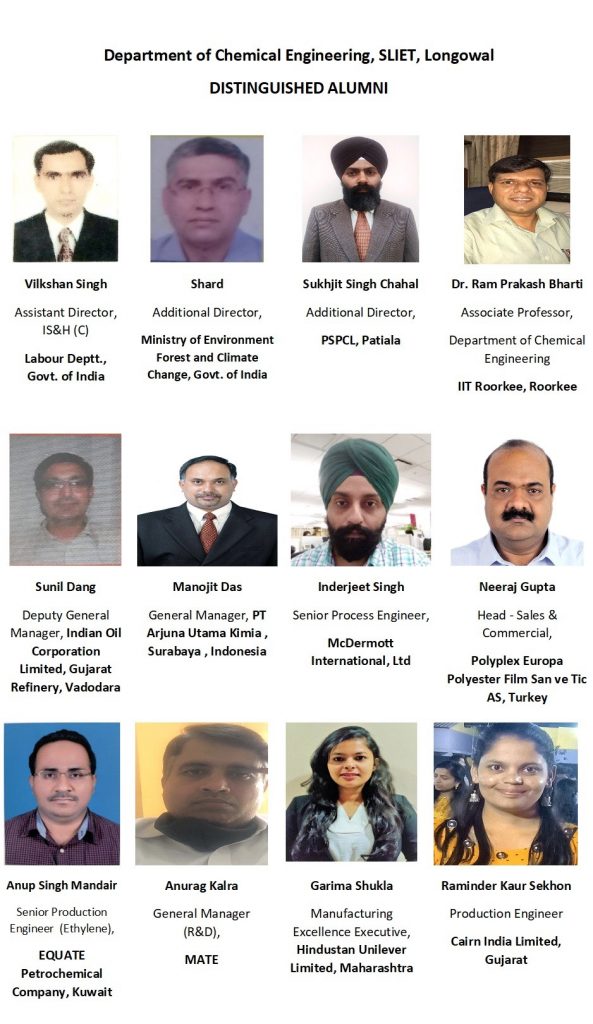 Department of Chemical Engineering, SLIET, Longowal
DISTINGUISHED ALUMNI
Vilkshan Singh
Assistant Director,
IS&H (C)
Labour Deptt.,
Govt. of India
Shard
Additional Director,
Ministry of Environment
Forest and Climate
Change, Govt. of India
Sukhjit Singh Chahal
Additional Director,
PSPCL, Patiala
Dr. Ram Prakash Bharti
Associate Professor,
Department of Chemical
Engineering
IIT Roorkee, Roorkee
Sunil Dang
Deputy General
Manager, Indian Oil
Corporation
Limited, Gujarat
Refinery, Vadodara
Manojit Das
General Manager, PT
Arjuna Utama Kimia ,
Surabaya , Indonesia
Inderjeet Singh
Senior Process Engineer,
McDermott
International, Ltd
Neeraj Gupta
Head - Sales &
Commercial,
Polyplex Europa
Polyester Film San ve Tic
AS, Turkey
Anup Singh Mandair
Senior Production
Engineer (Ethylene),
EQUATE
Petrochemical
Company, Kuwait
Anurag Kalra
General Manager
(R&D),
MATE
Garima Shukla
Manufacturing
Excellence Executive,
Hindustan Unilever
Limited, Maharashtra
Raminder Kaur Sekhon
Production Engineer
Cairn India Limited,
Gujarat